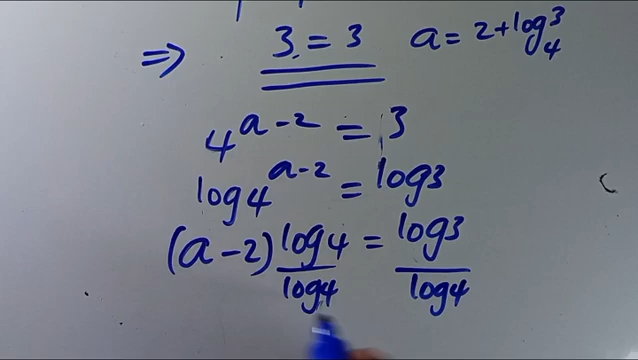 ⇒ 3 = 3 a = 2 + log₄³
4^(a-2) = 3
log 4^(a-2) = log 3
(a-2) log 4 = log 3
log 4 log 4